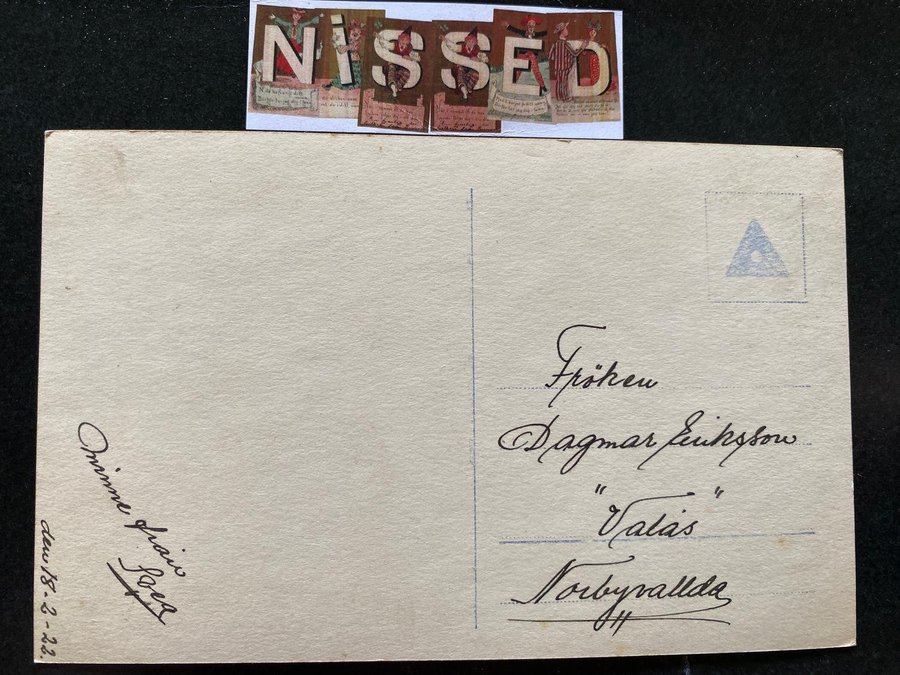 NISSED
Fröken
Dagmar Eriksson
"Valås"
Norbyvallda
Minne från
den 18-2-22.